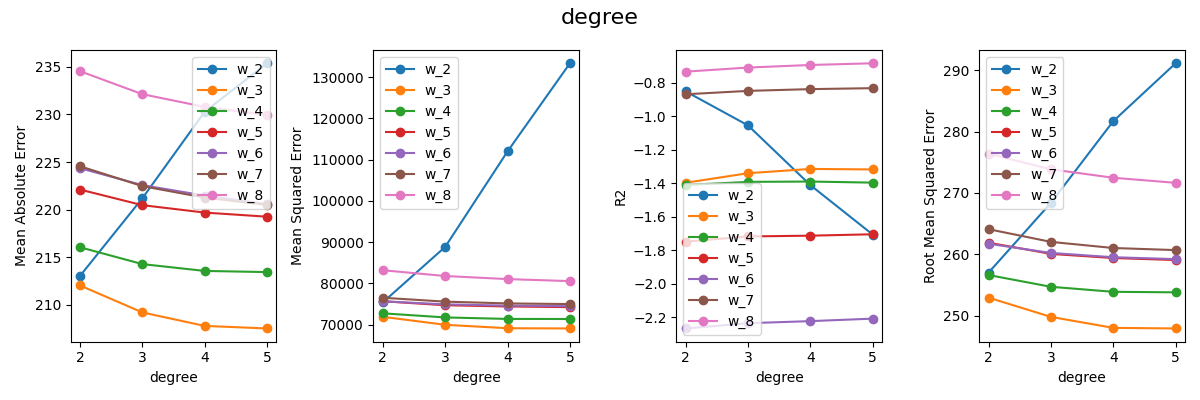 degree
Mean Absolute Error
235
230
225
220
215
210
2
3
4
5
degree
w_2
w_3
w_4
w_5
w_6
w_7
w_8
Mean Squared Error
130000
120000
110000
100000
90000
80000
70000
2
3
4
5
degree
w_2
w_3
w_4
w_5
w_6
w_7
w_8
R2
−0.8
−1.0
−1.2
−1.4
−1.6
−1.8
−2.0
−2.2
2
3
4
5
degree
w_2
w_3
w_4
w_5
w_6
w_7
w_8
Root Mean Squared Error
290
280
270
260
250
2
3
4
5
degree
w_2
w_3
w_4
w_5
w_6
w_7
w_8